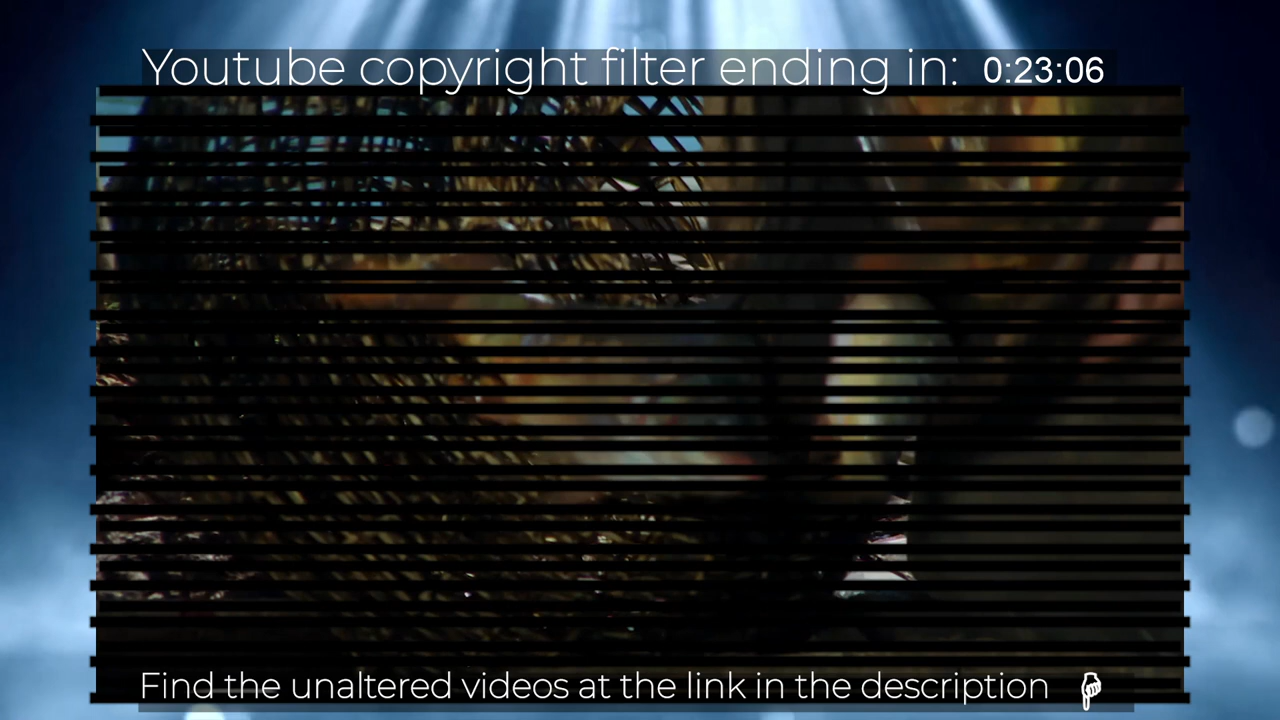 Youtube copyright filter ending in: 0:23:06
Find the unaltered videos at the link in the description